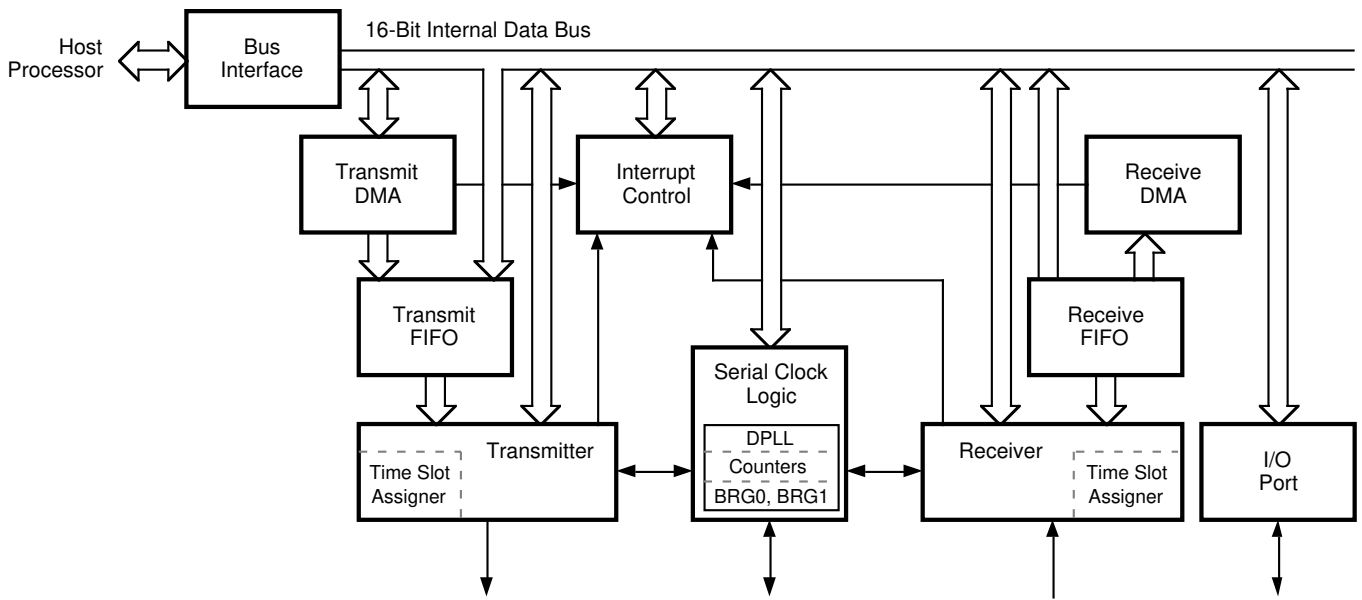 16-Bit Internal Data Bus
Host
Processor
Bus
Interface
Transmit
DMA
Interrupt
Control
Receive
DMA
Transmit
FIFO
Receive
FIFO
Serial Clock
Logic
DPLL
Counters
BRG0, BRG1
Transmitter
Time Slot
Assigner
Receiver
Time Slot
Assigner
I/O
Port